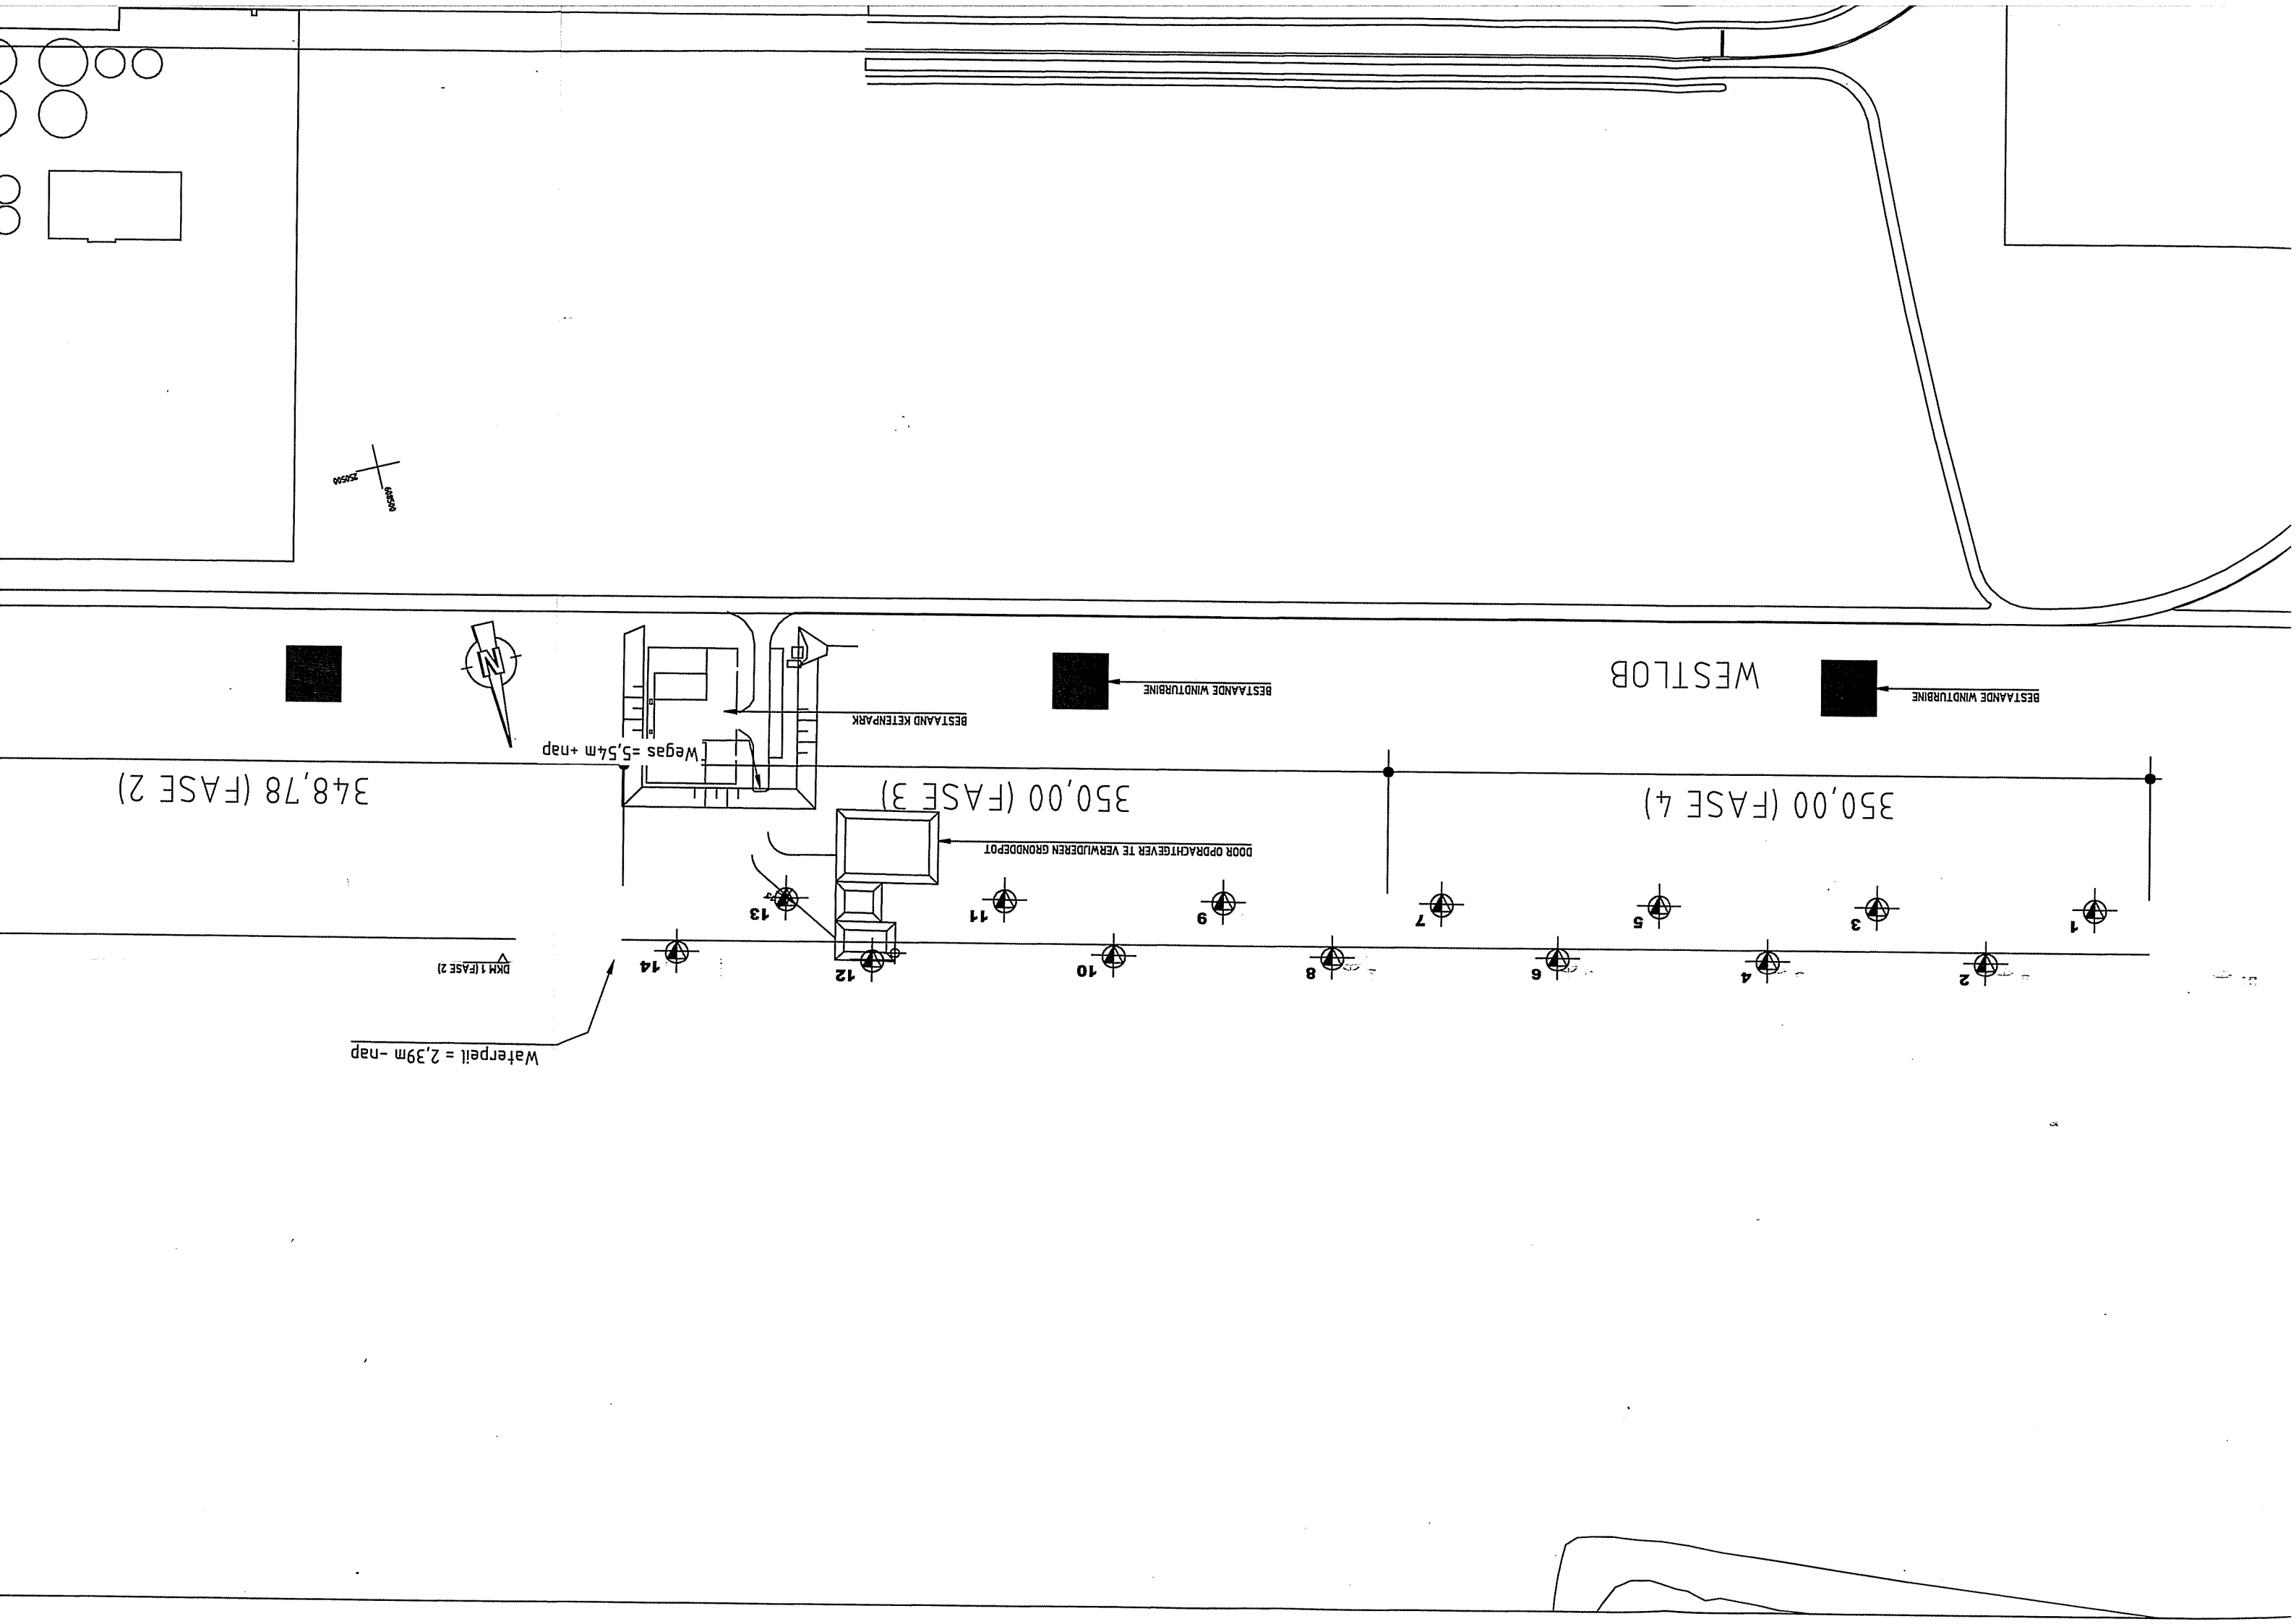 Waterpeil = 2,39m -nap
2
4
6
8
10
12
14
DKM 1 (FASE 2)
1
3
5
7
9
11
13
DOOR OPDRACHTGEVER TE VERWIJDEREN GRONDDEPOT
350,00 (FASE 4)
350,00 (FASE 3)
348,78 (FASE 2)
Wegas= 5,54m +nap
BESTAAND KETENPARK
BESTAANDE WINDTURBINE
WESTLOB
BESTAANDE WINDTURBINE
N
608500
250500